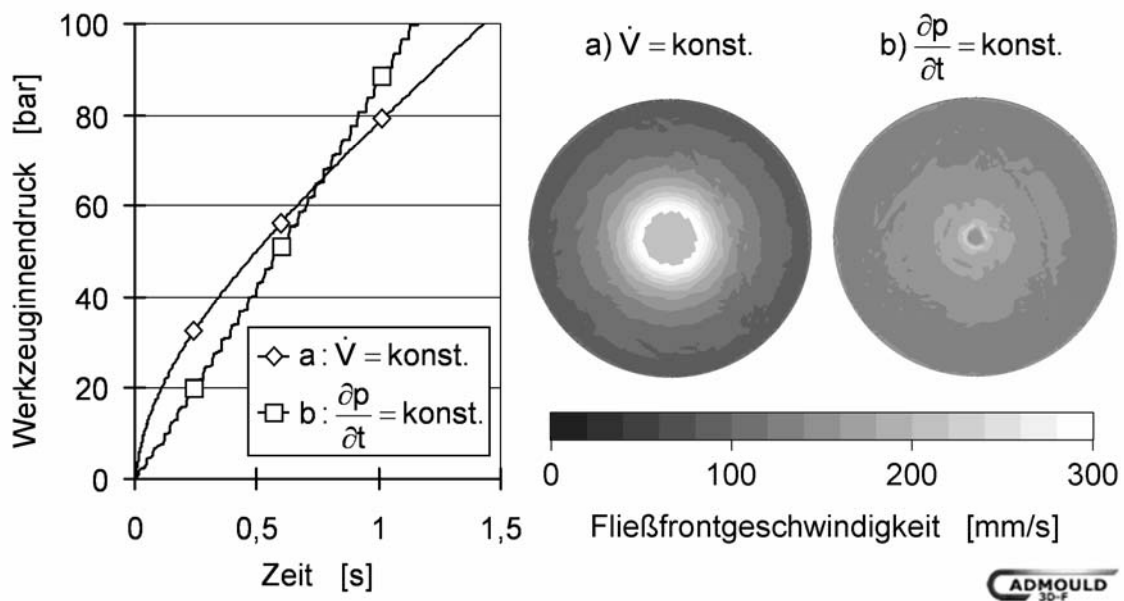 Werkzeuginnendruck [bar]
100
80
60
40
20
0
0
0,5
1
1,5
Zeit [s]
a : V̇ = konst.
b : ∂p/∂t = konst.
a) V̇ = konst.
b) ∂p/∂t = konst.
0
100
200
300
Fließfrontgeschwindigkeit [mm/s]
CADMOULD
3D-F